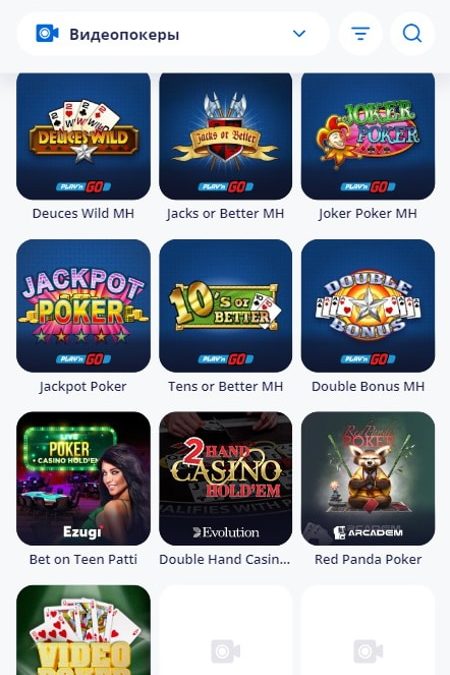 Видеопокеры
DEUCES WILD
PLAY'n GO
Jacks or Better
PLAY'n GO
JOKER
POKER
PLAY'n GO
Deuces Wild MH
Jacks or Better MH
Joker Poker MH
JACKPOT
POKER
PLAY'n GO
10's or
BETTER
PLAY'n GO
DOUBLE
BONUS
PLAY'n GO
Jackpot Poker
Tens or Better MH
Double Bonus MH
LIVE
POKER
CASINO HOLD'EM
Ezugi
2 HAND
CASINO
HOLD'EM
Evolution
Red Panda
POKER
ARCADEM
Bet on Teen Patti
Double Hand Casin...
Red Panda Poker
VIDEO
POKER